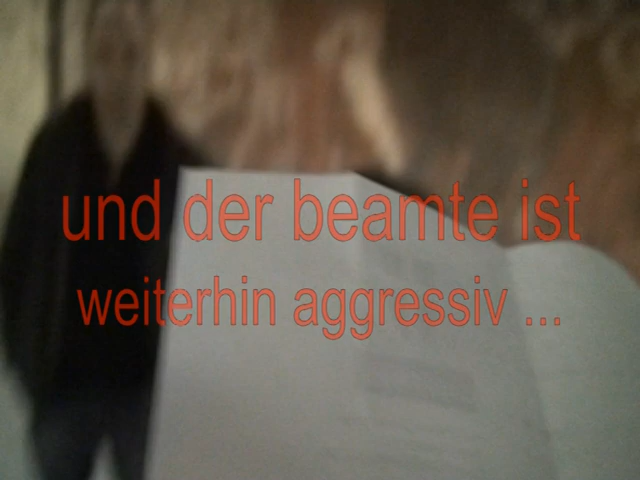 und der beamte ist
weiterhin aggressiv ...